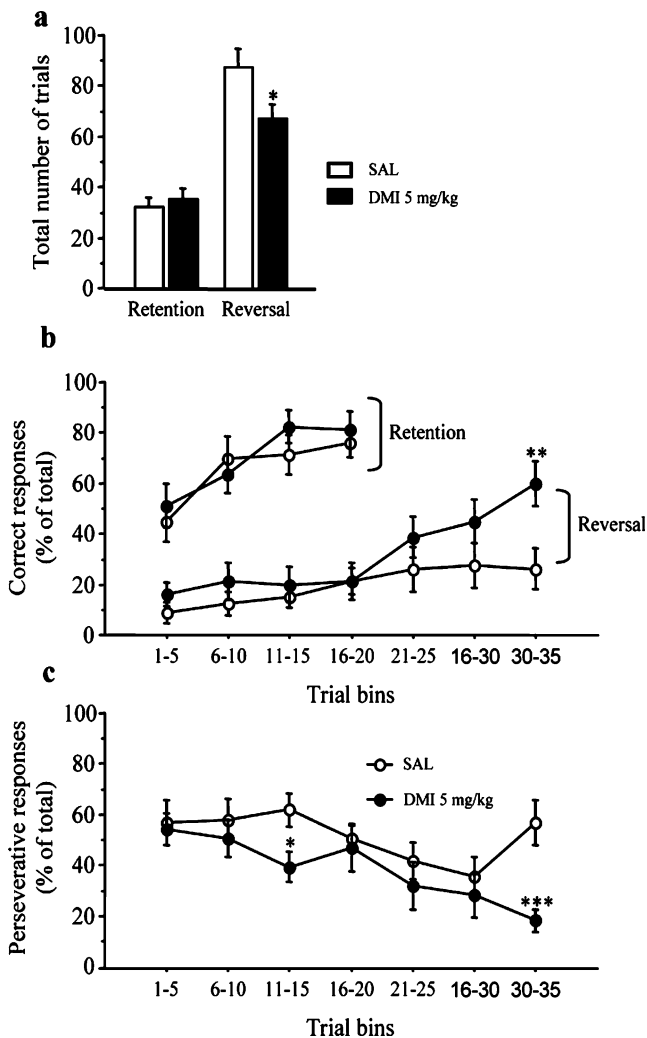 a
Total number of trials
100
80
60
40
20
0
*
SAL
DMI 5 mg/kg
Retention
Reversal
b
Correct responses
(% of total)
100
80
60
40
20
0
Retention
**
Reversal
1-5 6-10 11-15 16-20 21-25 16-30 30-35
Trial bins
c
Perseverative responses
(% of total)
100
80
60
40
20
0
SAL
DMI 5 mg/kg
*
***
1-5 6-10 11-15 16-20 21-25 16-30 30-35
Trial bins